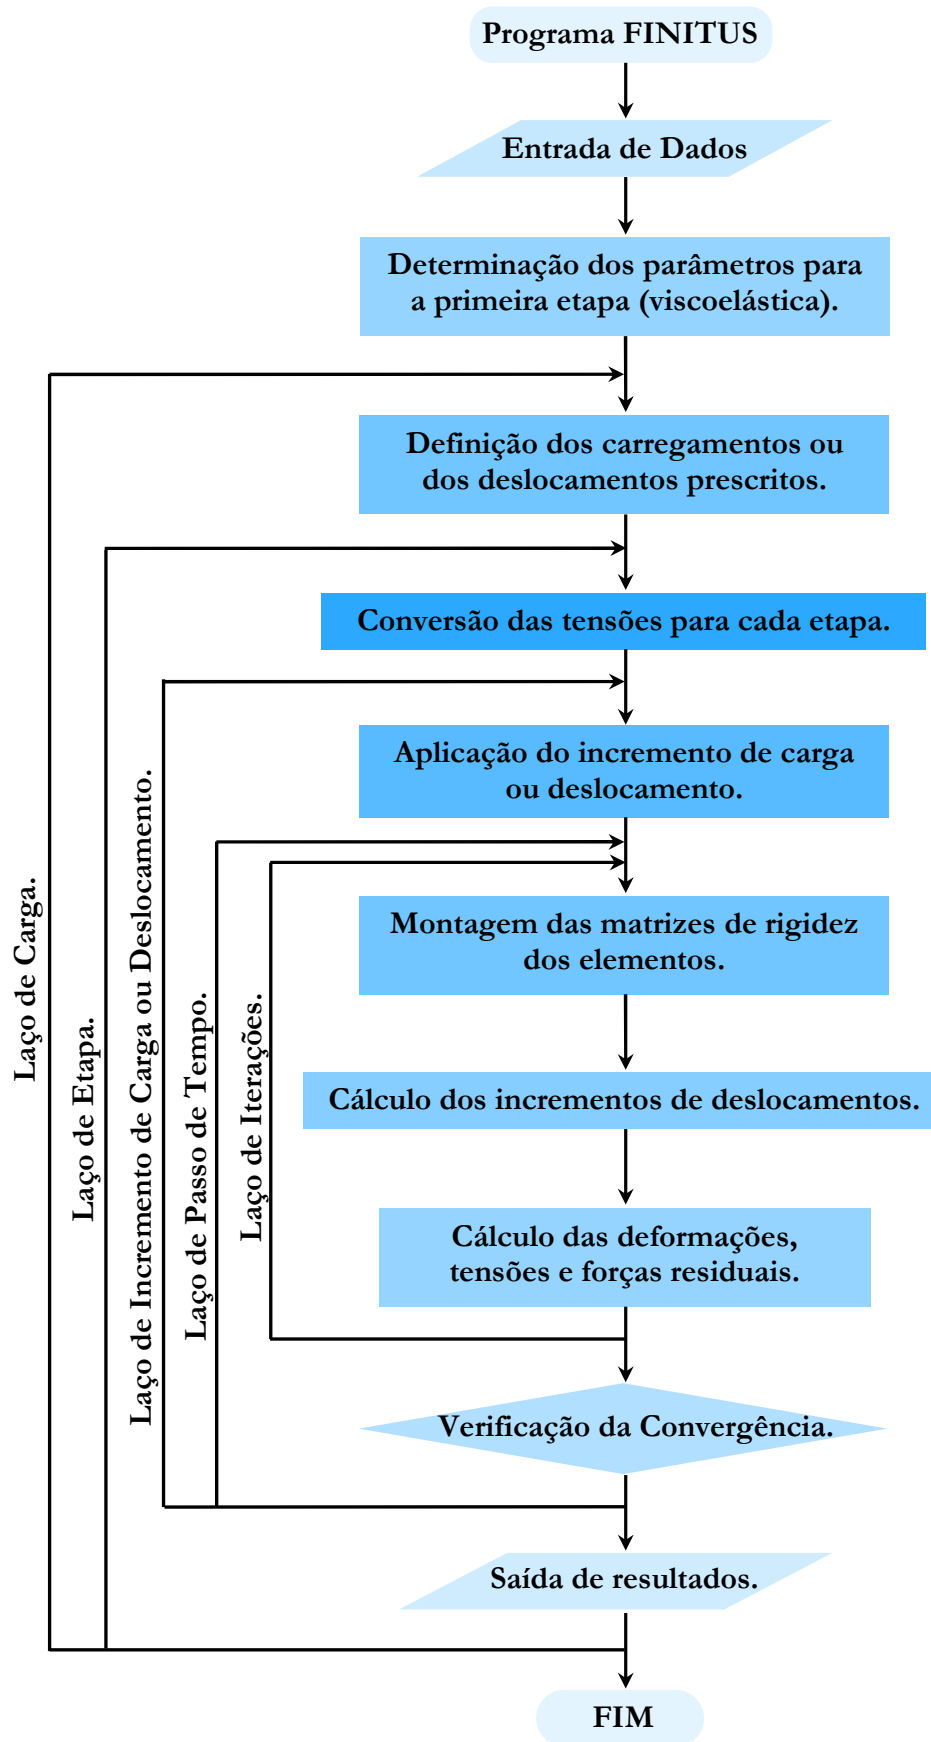 Programa FINITUS
Entrada de Dados
Determinação dos parâmetros para
a primeira etapa (viscoelástica).
Definição dos carregamentos ou
dos deslocamentos prescritos.
Conversão das tensões para cada etapa.
Aplicação do incremento de carga
ou deslocamento.
Montagem das matrizes de rigidez
dos elementos.
Cálculo dos incrementos de deslocamentos.
Cálculo das deformações,
tensões e forças residuais.
Verificação da Convergência.
Saída de resultados.
FIM
Laço de Carga.
Laço de Etapa.
Laço de Incremento de Carga ou Deslocamento.
Laço de Passo de Tempo.
Laço de Iterações.